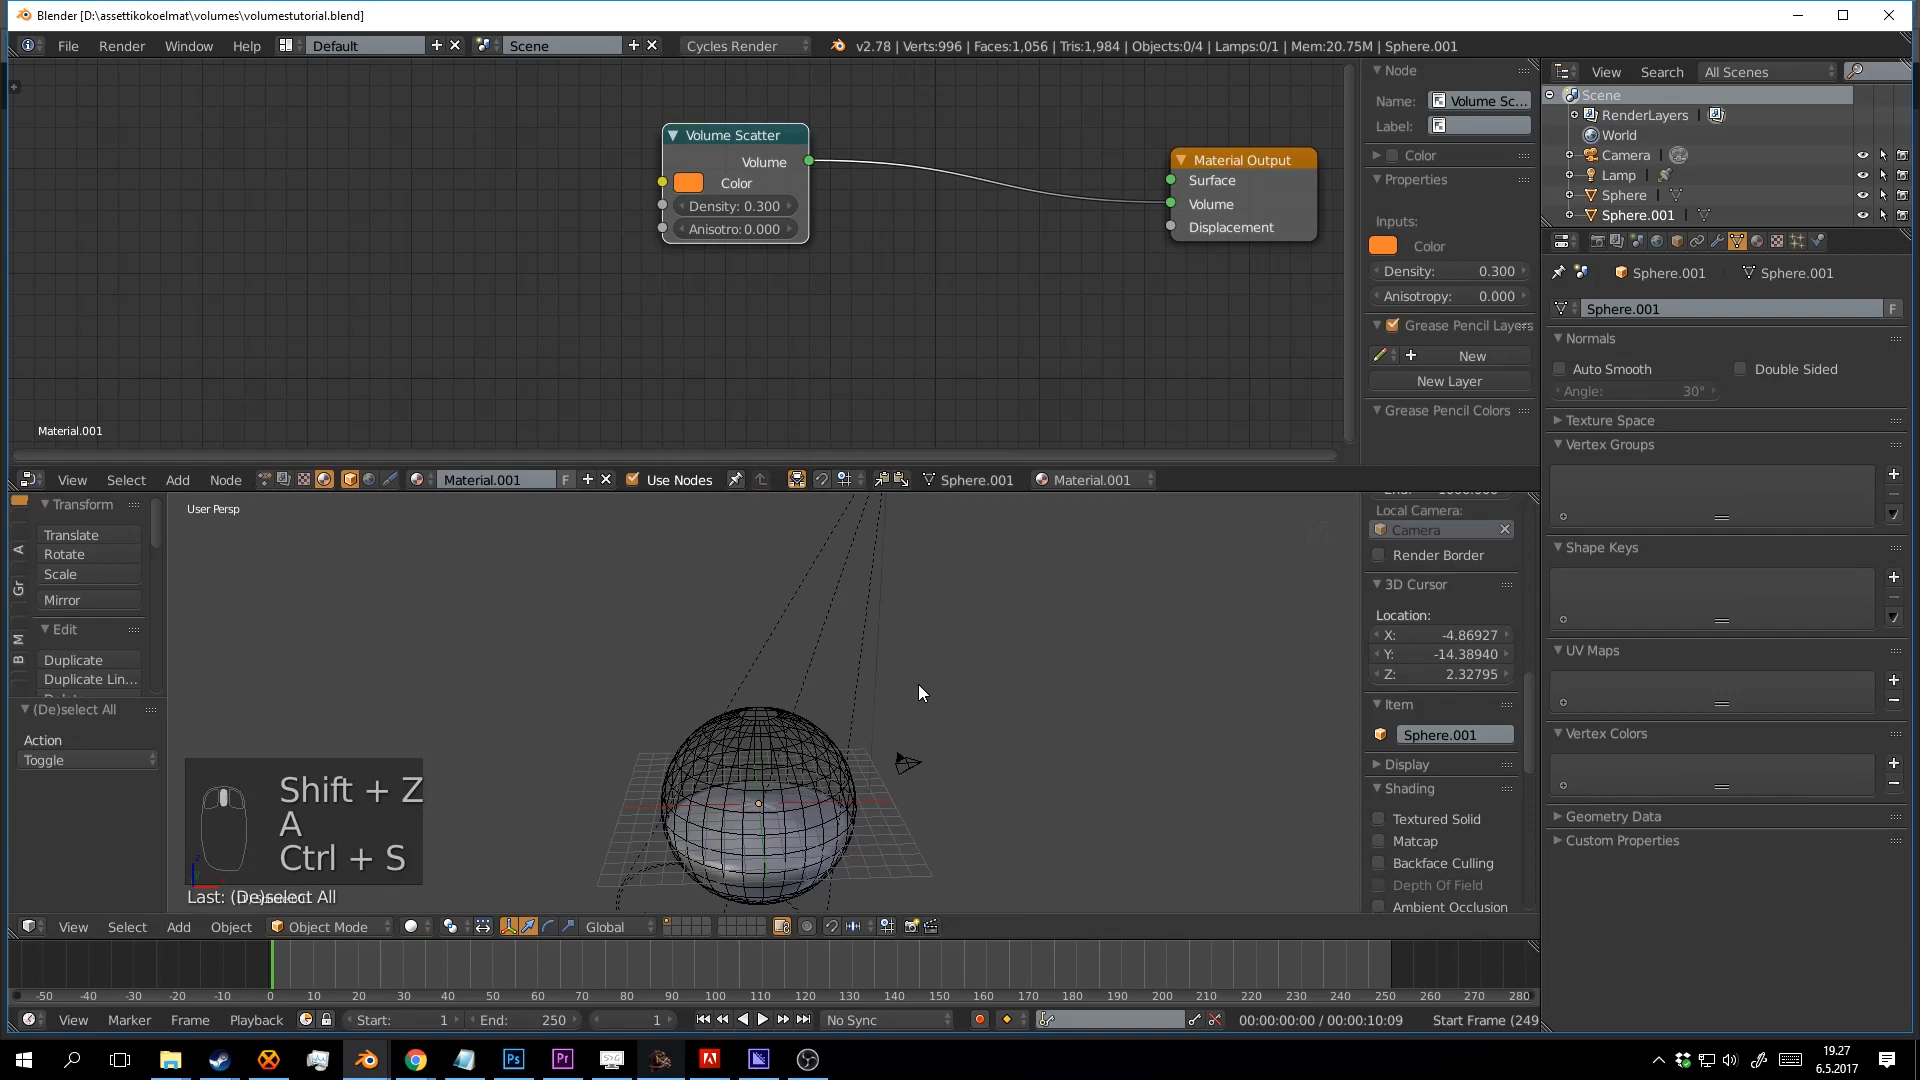 Blender [D:\assettikokoelmat\volumes\volumestutorial.blend]
File Render Window Help Default Scene Cycles Render v2.78 | Verts:996 | Faces:1,056 | Tris:1,984 | Objects:0/4 | Lamps:0/1 | Mem:20.75M | Sphere.001
Volume Scatter
Volume
Color
Density: 0.300
Anisotro: 0.000
Material Output
Surface
Volume
Displacement
Material.001
Node
Name: Volume Sc...
Label:
Color
Properties
Inputs:
Color
Density: 0.300
Anisotropy: 0.000
Grease Pencil Layers
New
New Layer
Grease Pencil Colors
View Search All Scenes
Scene
RenderLayers
World
Camera
Lamp
Sphere
Sphere.001
Sphere.001 Sphere.001
Sphere.001 F
Normals
Auto Smooth Double Sided
Angle: 30°
Texture Space
Vertex Groups
Shape Keys
UV Maps
Vertex Colors
Geometry Data
Custom Properties
View Select Add Node Material.001 F Use Nodes Sphere.001 Material.001
Transform
Translate
Rotate
Scale
Mirror
Edit
Duplicate
Duplicate Lin...
A
Gr
M
B
(De)select All
Action
Toggle
User Persp
Shift + Z
A
Ctrl + S
Last: (De)select All
Local Camera:
Camera
Render Border
3D Cursor
Location:
X: -4.86927
Y: -14.38940
Z: 2.32795
Item
Sphere.001
Display
Shading
Textured Solid
Matcap
Backface Culling
Depth Of Field
Ambient Occlusion
View Select Add Object Object Mode Global
-50 -40 -30 -20 -10 0 10 20 30 40 50 60 70 80 90 100 110 120 130 140 150 160 170 180 190 200 210 220 230 240 250 260 270 280
View Marker Frame Playback Start: 1 End: 250 1 No Sync 00:00:00:00 / 00:00:10:09 Start Frame (249
Ps Pr
19.27
6.5.2017